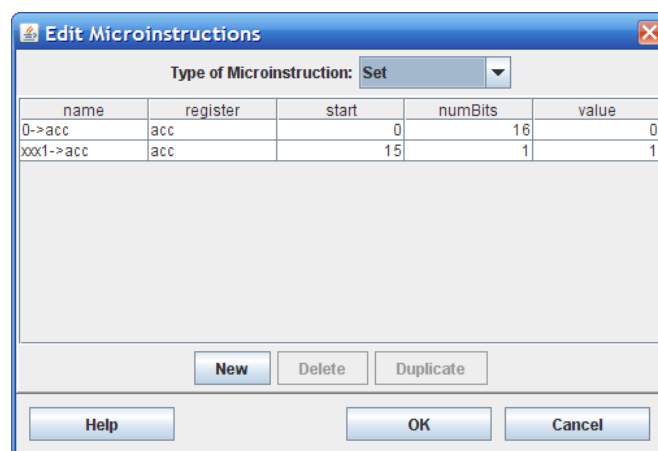 Edit Microinstructions
Type of Microinstruction: Set
name register start numBits value
0->acc acc 0 16 0
xxx1->acc acc 15 1 1
New Delete Duplicate
Help OK Cancel